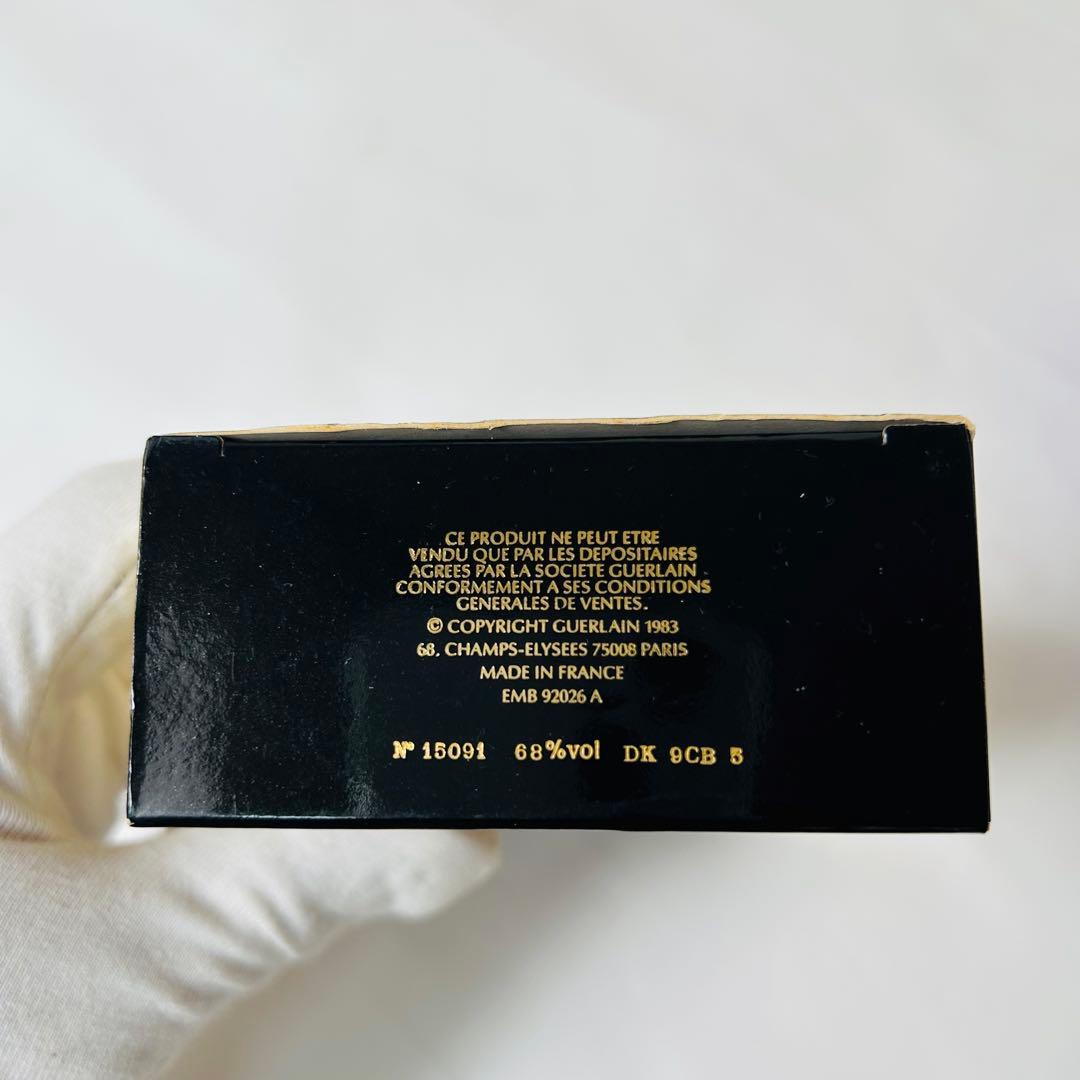 CE PRODUIT NE PEUT ETRE
VENDU QUE PAR LES DEPOSITAIRES
AGREES PAR LA SOCIETE GUERLAIN
CONFORMEMENT A SES CONDITIONS
GENERALES DE VENTES.
© COPYRIGHT GUERLAIN 1983
68, CHAMPS-ELYSEES 75008 PARIS
MADE IN FRANCE
EMB 92026 A
Nº 15091 68%vol DK 9CB 5